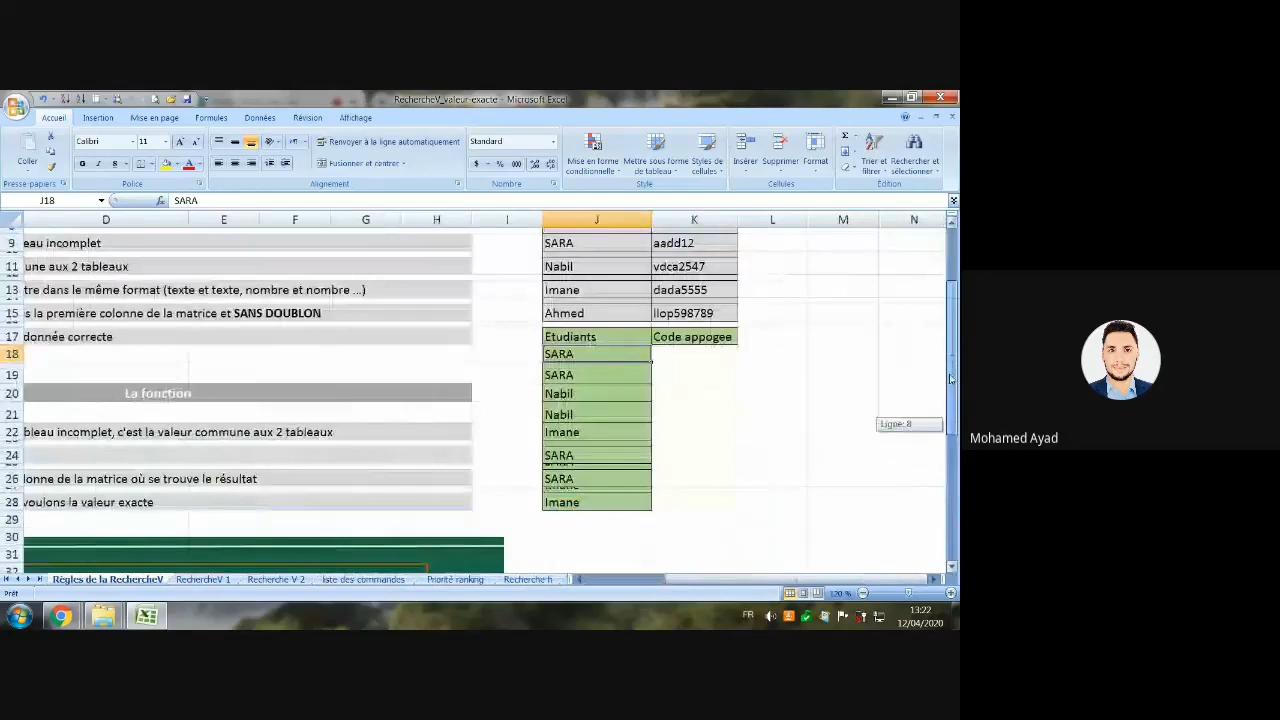 RechercheV_valeur-exacte - Microsoft Excel
Accueil Insertion Mise en page Formules Données Révision Affichage
Coller
Calibri 11
Renvoyer à la ligne automatiquement
Fusionner et centrer
Standard
Mise en forme conditionnelle
Mettre sous forme de tableau
Styles de cellules
Insérer Supprimer Format
Trier et filtrer
Rechercher et sélectionner
Presse-papiers Police Alignement Nombre Style Cellules Édition
J18 fx SARA
D E F G H I J K L M N
9 eau incomplet SARA aadd12
11 une aux 2 tableaux Nabil vdca2547
13 tre dans le même format (texte et texte, nombre et nombre ...) Imane dada5555
15 s la première colonne de la matrice et SANS DOUBLON Ahmed llop598789
17 donnée correcte Etudiants Code appogee
18 SARA
19 SARA
20 La fonction Nabil
21 Nabil
22 bleau incomplet, c'est la valeur commune aux 2 tableaux Imane
24 SARA
26 lonne de la matrice où se trouve le résultat SARA
28 voulons la valeur exacte Imane
29
30
31
32
Ligne: 8
Règles de la RechercheV RechercheV 1 Recherche V 2 liste des commandes Priorité ranking Recherche h
Prêt 120 %
FR 13:22
12/04/2020
Mohamed Ayad